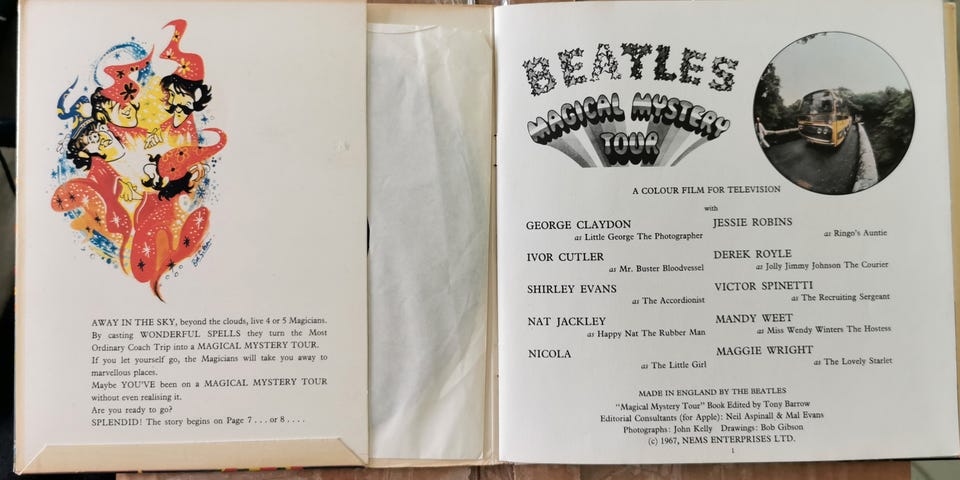 AWAY IN THE SKY, beyond the clouds, live 4 or 5 Magicians.
By casting WONDERFUL SPELLS they turn the Most
Ordinary Coach Trip into a MAGICAL MYSTERY TOUR.
If you let yourself go, the Magicians will take you away to
marvellous places.
Maybe YOU'VE been on a MAGICAL MYSTERY TOUR
without even realising it.
Are you ready to go?
SPLENDID! The story begins on Page 7 . . . or 8 . . . .
BEATLES
MAGICAL MYSTERY
TOUR
A COLOUR FILM FOR TELEVISION
with
GEORGE CLAYDON
as Little George The Photographer
JESSIE ROBINS
as Ringo's Auntie
IVOR CUTLER
as Mr. Buster Bloodvessel
DEREK ROYLE
as Jolly Jimmy Johnson The Courier
SHIRLEY EVANS
as The Accordionist
VICTOR SPINETTI
as The Recruiting Sergeant
NAT JACKLEY
as Happy Nat The Rubber Man
MANDY WEET
as Miss Wendy Winters The Hostess
NICOLA
as The Little Girl
MAGGIE WRIGHT
as The Lovely Starlet
MADE IN ENGLAND BY THE BEATLES
"Magical Mystery Tour" Book Edited by Tony Barrow
Editorial Consultants (for Apple): Neil Aspinall & Mal Evans
Photographs: John Kelly Drawings: Bob Gibson
(c) 1967, NEMS ENTERPRISES LTD.
1